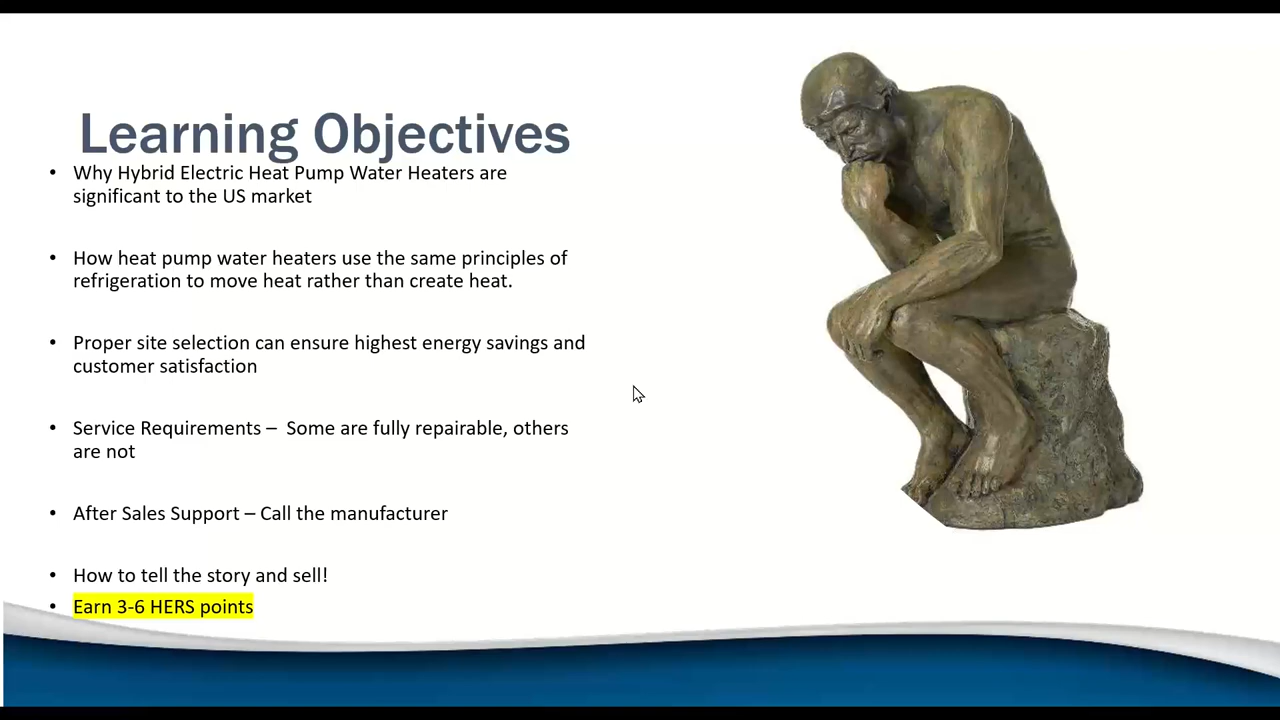 Learning Objectives
• Why Hybrid Electric Heat Pump Water Heaters are
significant to the US market
• How heat pump water heaters use the same principles of
refrigeration to move heat rather than create heat.
• Proper site selection can ensure highest energy savings and
customer satisfaction
• Service Requirements –  Some are fully repairable, others
are not
• After Sales Support – Call the manufacturer
• How to tell the story and sell!
• Earn 3-6 HERS points